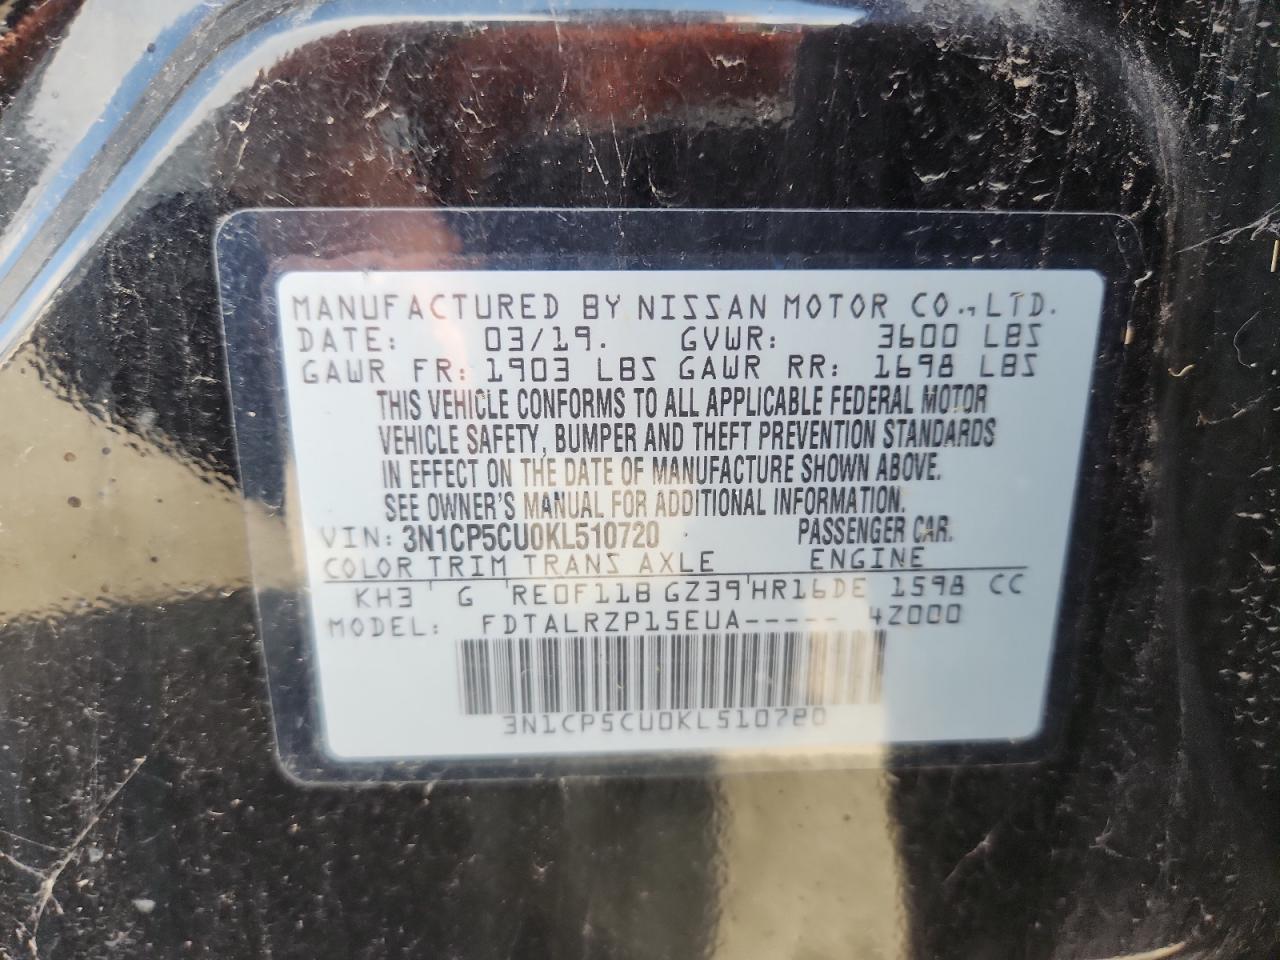 MANUFACTURED BY NISSAN MOTOR CO., LTD.
DATE: 03/19. GVWR: 3600 LBS
GAWR FR: 1903 LBS GAWR RR: 1698 LBS
THIS VEHICLE CONFORMS TO ALL APPLICABLE FEDERAL MOTOR
VEHICLE SAFETY, BUMPER AND THEFT PREVENTION STANDARDS
IN EFFECT ON THE DATE OF MANUFACTURE SHOWN ABOVE.
SEE OWNER'S MANUAL FOR ADDITIONAL INFORMATION.
VIN: 3N1CP5CU0KL510720 PASSENGER CAR.
COLOR TRIM TRANS AXLE ENGINE
KH3 G RE0F11B GZ39 HR16DE 1598 CC
MODEL: FDTALRZP15EUA----- 4Z000
3N1CP5CU0KL510720